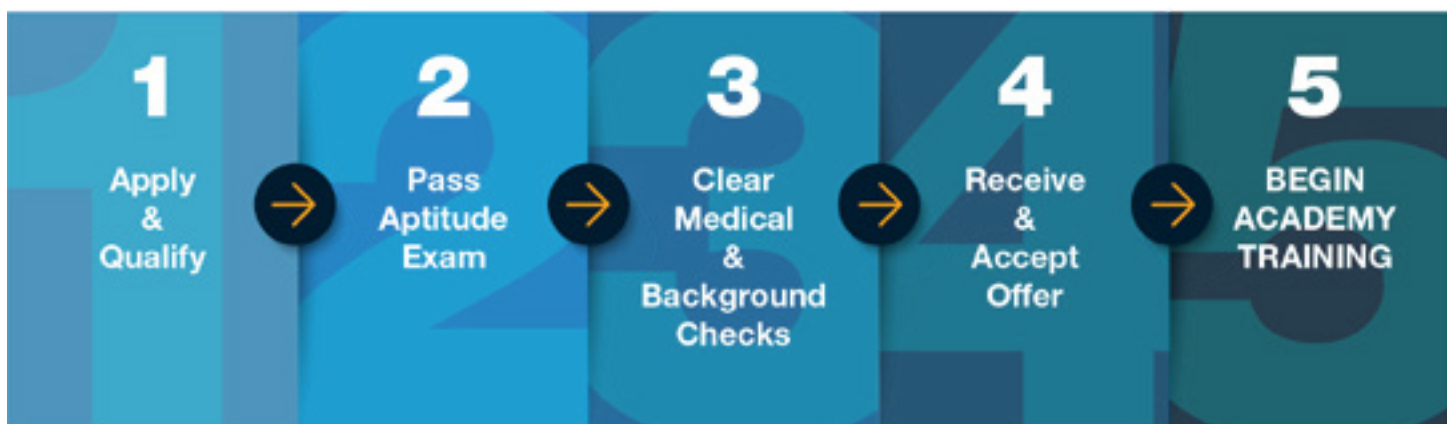 1
Apply
&
Qualify
2
Pass
Aptitude
Exam
3
Clear
Medical
&
Background
Checks
4
Receive
&
Accept
Offer
5
BEGIN
ACADEMY
TRAINING